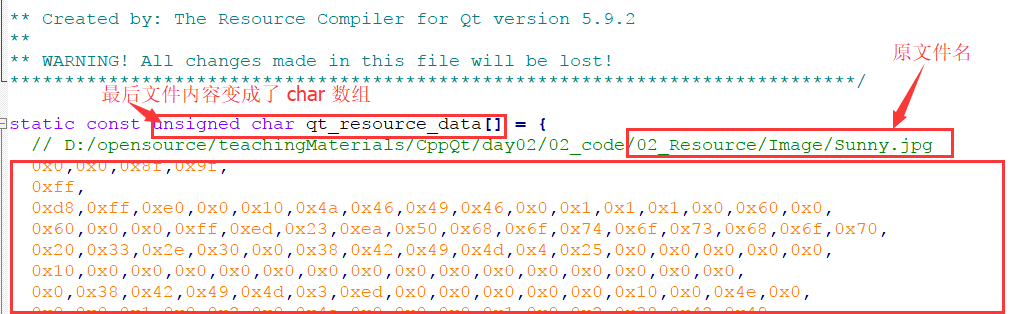 ** Created by: The Resource Compiler for Qt version 5.9.2
**
** WARNING! All changes made in this file will be lost!
原文件名
*****************************************************************************/
最后文件内容变成了 char 数组
static const unsigned char qt_resource_data[] = {
// D:/opensource/teachingMaterials/CppQt/day02/02_code/02_Resource/Image/Sunny.jpg
0x0,0x0,0x8f,0x9f,
0xff,
0xd8,0xff,0xe0,0x0,0x10,0x4a,0x46,0x49,0x46,0x0,0x1,0x1,0x1,0x0,0x60,0x0,
0x60,0x0,0x0,0xff,0xed,0x23,0xea,0x50,0x68,0x6f,0x74,0x6f,0x73,0x68,0x6f,0x70,
0x20,0x33,0x2e,0x30,0x0,0x38,0x42,0x49,0x4d,0x4,0x25,0x0,0x0,0x0,0x0,0x0,
0x10,0x0,0x0,0x0,0x0,0x0,0x0,0x0,0x0,0x0,0x0,0x0,0x0,0x0,0x0,0x0,
0x0,0x38,0x42,0x49,0x4d,0x3,0xed,0x0,0x0,0x0,0x0,0x0,0x10,0x0,0x4e,0x0,